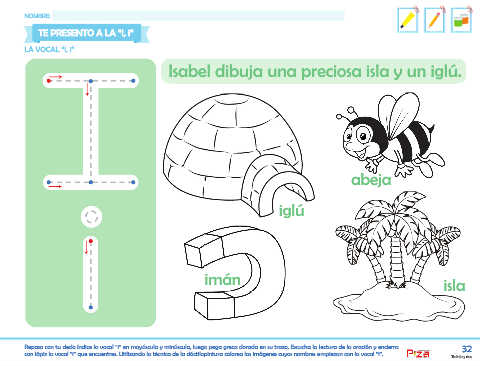 NOMBRE:
TE PRESENTO A LA "I, i"
LA VOCAL "I, i"
Isabel dibuja una preciosa isla y un iglú.
abeja
iglú
imán
isla
Repasa con tu dedo índice la vocal "i" en mayúscula y minúscula, luego pega greca dorada en su trazo. Escucha la lectura de la oración y encierra
con lápiz la vocal "i" que encuentres. Utilizando la técnica de la dáctilopintura colorea las imágenes cuyos nombres empiezan con la vocal "i".
32